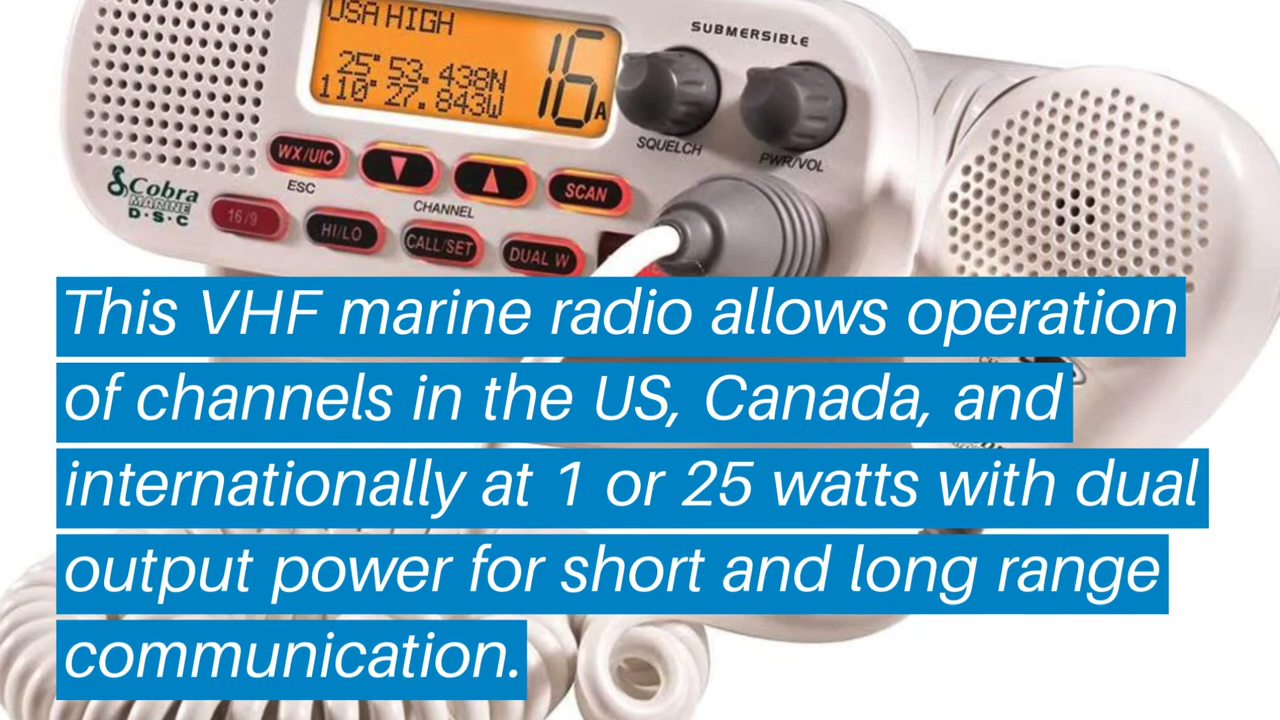 USA HIGH
16A
25° 53. 438N
110° 27. 843W
SUBMERSIBLE
SQUELCH
PWR/VOL
WX/UIC
▼
▲
SCAN
ESC
CHANNEL
Cobra
MARINE
D·S·C
16/9
HI/LO
CALL/SET
DUAL W
This VHF marine radio allows operation
of channels in the US, Canada, and
internationally at 1 or 25 watts with dual
output power for short and long range
communication.